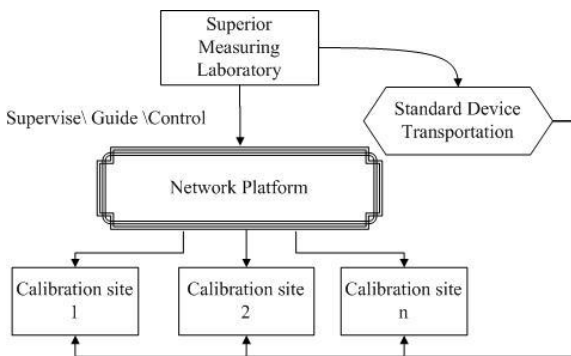 Superior
Measuring
Laboratory
Supervise\ Guide \Control
Standard Device
Transportation
Network Platform
Calibration site
1
Calibration site
2
Calibration site
n